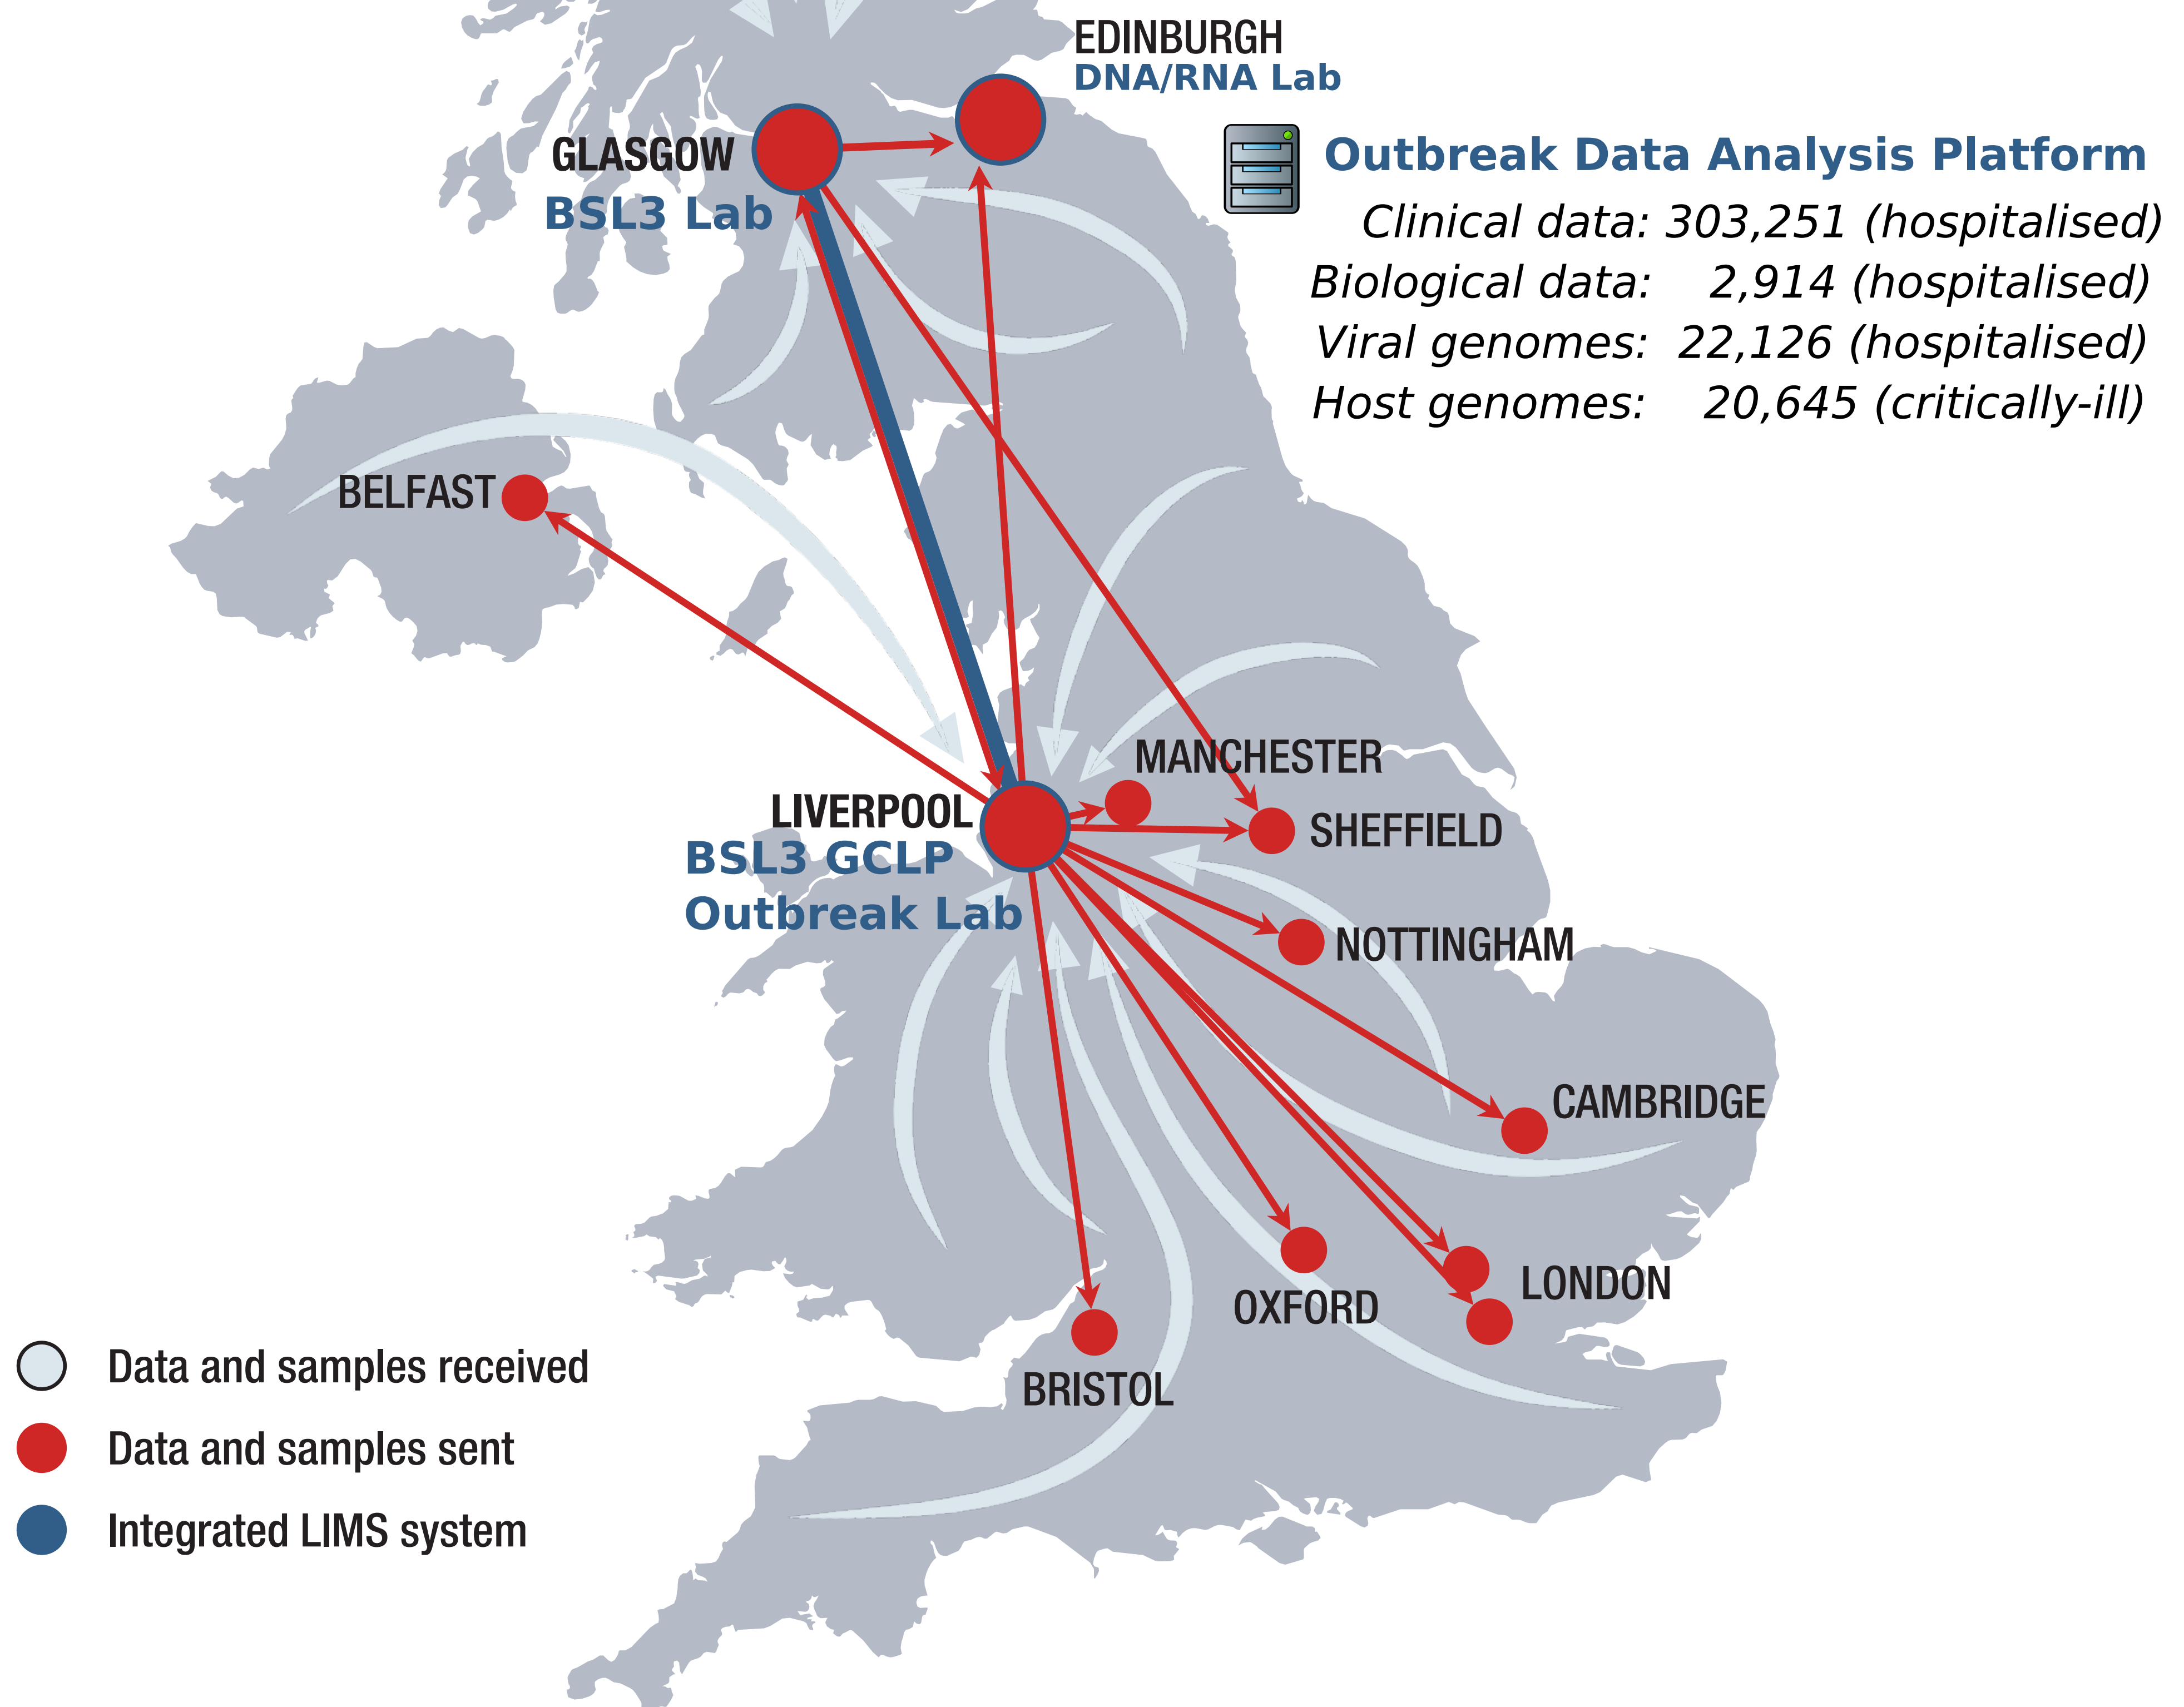 EDINBURGH
DNA/RNA Lab
GLASGOW
BSL3 Lab
Outbreak Data Analysis Platform
Clinical data: 303,251 (hospitalised)
Biological data: 2,914 (hospitalised)
Viral genomes: 22,126 (hospitalised)
Host genomes: 20,645 (critically-ill)
BELFAST
MANCHESTER
LIVERPOOL
BSL3 GCLP
Outbreak Lab
SHEFFIELD
NOTTINGHAM
CAMBRIDGE
LONDON
OXFORD
BRISTOL
Data and samples received
Data and samples sent
Integrated LIMS system